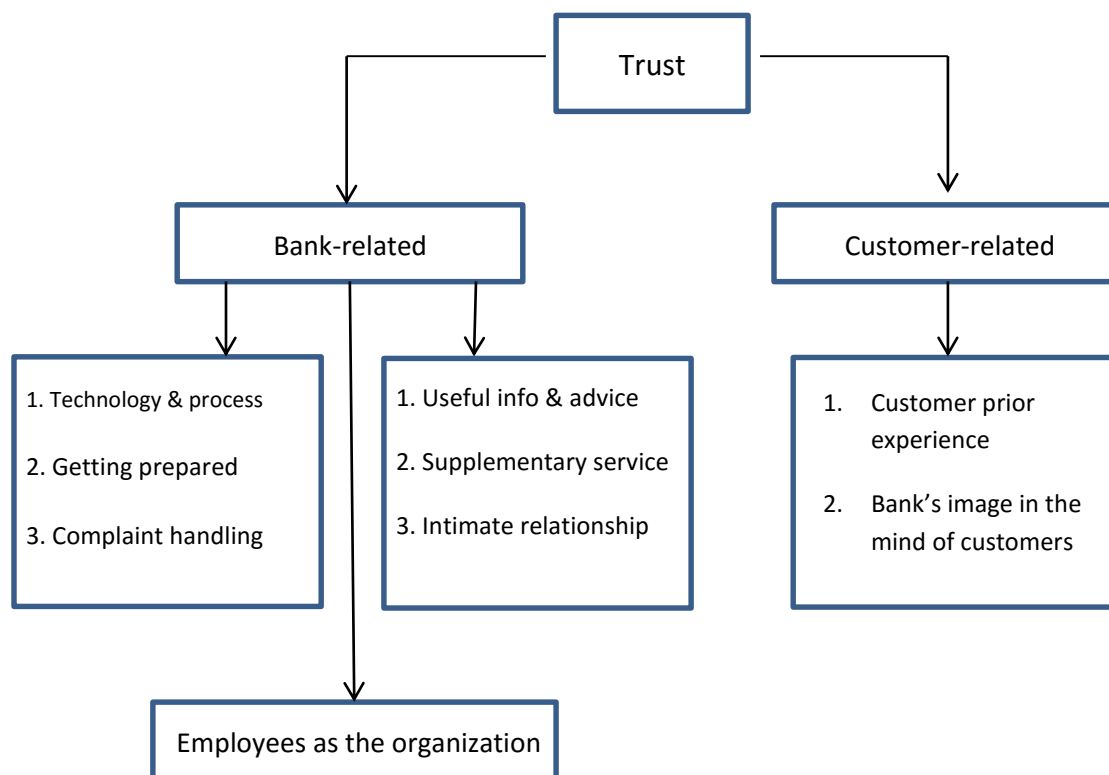 Trust
Bank-related
Customer-related
1. Technology & process
2. Getting prepared
3. Complaint handling
1. Useful info & advice
2. Supplementary service
3. Intimate relationship
1. Customer prior
experience
2. Bank’s image in the
mind of customers
Employees as the organization